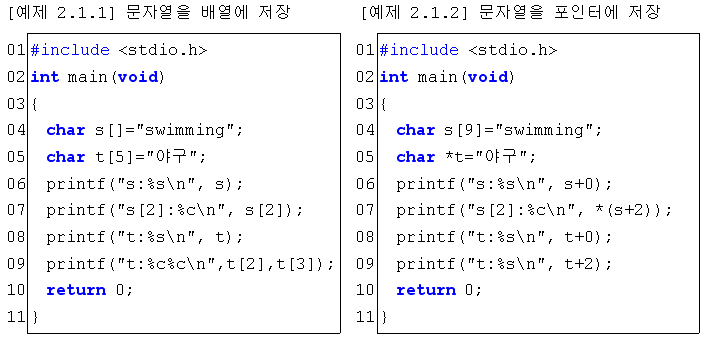 [예제 2.1.1] 문자열을 배열에 저장
01 #include <stdio.h>
02 int main(void)
03 {
04 char s[]="swimming";
05 char t[5]="야구";
06 printf("s:%s\n", s);
07 printf("s[2]:%c\n", s[2]);
08 printf("t:%s\n", t);
09 printf("t:%c%c\n",t[2],t[3]);
10 return 0;
11 }
[예제 2.1.2] 문자열을 포인터에 저장
01 #include <stdio.h>
02 int main(void)
03 {
04 char s[9]="swimming";
05 char *t="야구";
06 printf("s:%s\n", s+0);
07 printf("s[2]:%c\n", *(s+2));
08 printf("t:%s\n", t+0);
09 printf("t:%s\n", t+2);
10 return 0;
11 }